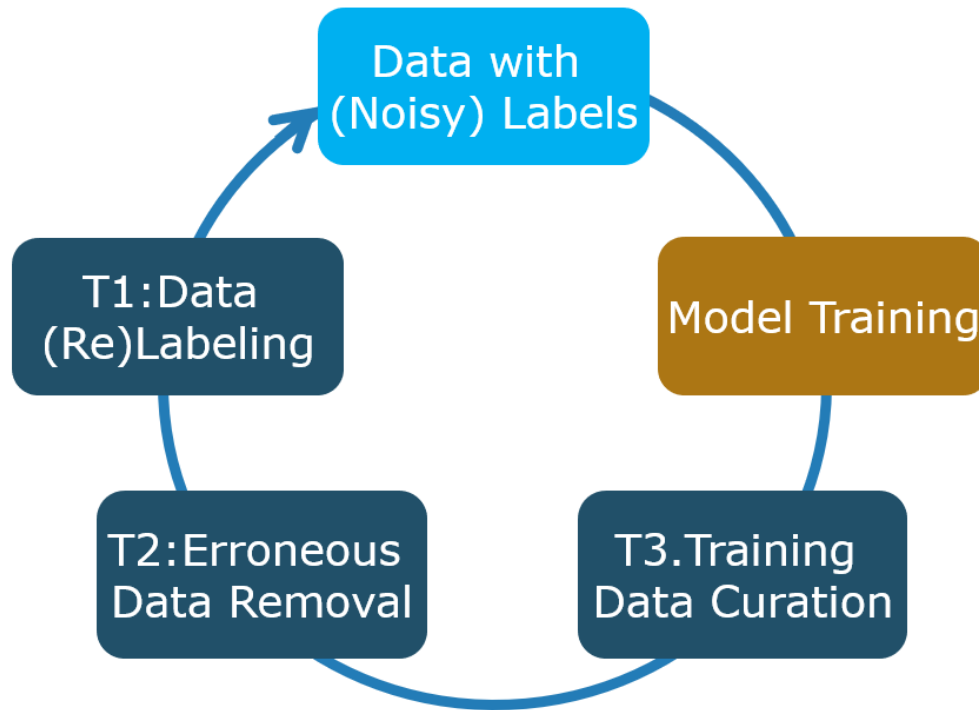 Data with
(Noisy) Labels
T1:Data
(Re)Labeling
Model Training
T2:Erroneous
Data Removal
T3.Training
Data Curation